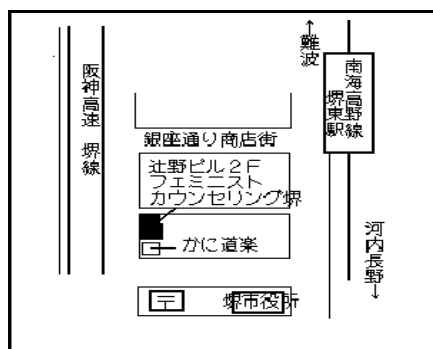 ↑難波
阪神高速 堺線
南海高野線
堺東駅
銀座通り商店街
辻野ビル2F
フェミニスト
カウンセリング堺
かに道楽
河内長野↓
〒
堺市役所